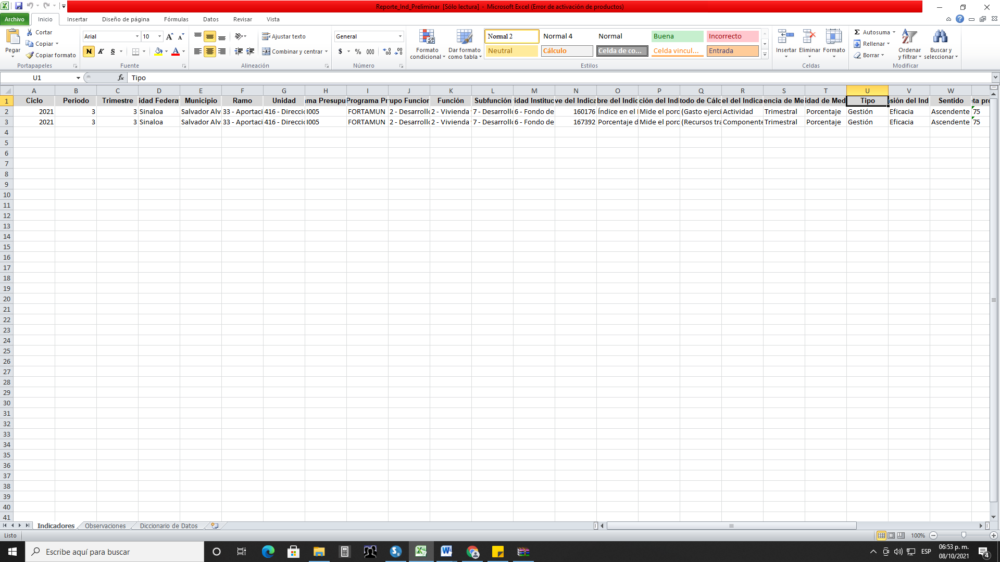 Reporte_Ind_Preliminar [Sólo lectura] - Microsoft Excel (Error de activación de productos)
Archivo Inicio Insertar Diseño de página Fórmulas Datos Revisar Vista
Pegar Cortar Copiar Copiar formato Portapapeles
Arial 10 N K S Fuente
Ajustar texto Combinar y centrar Alineación
General $ % 000 Número
Formato condicional Dar formato como tabla
Normal 2 Normal 4 Normal Buena Incorrecto
Neutral Cálculo Celda de co... Celda vincul... Entrada
Estilos
Insertar Eliminar Formato Celdas
Σ Autosuma Rellenar Borrar Ordenar y filtrar Buscar y seleccionar Modificar
U1 fx Tipo
A B C D E F G H I J K L M N O P Q R S T U V W
1 Ciclo Periodo Trimestre idad Federa Municipio Ramo Unidad ma Presupu Programa Pr upo Funcior Función Subfunción idad Instituc ve del Indica bre del Indic ción del Indi todo de Cálc el del Indica encia de Me idad de Med Tipo sión del Ind Sentido ta pro
2 2021 3 3 Sinaloa Salvador Alv 33 - Aportaci 416 - Direcci I005 FORTAMUN 2 - Desarrollo 2 - Vivienda 7 - Desarrollo 6 - Fondo de 160176 Índice en el Mide el porc (Gasto ejerci Actividad Trimestral Porcentaje Gestión Eficacia Ascendente 75
3 2021 3 3 Sinaloa Salvador Alv 33 - Aportaci 416 - Direcci I005 FORTAMUN 2 - Desarrollo 2 - Vivienda 7 - Desarrollo 6 - Fondo de 167392 Porcentaje d Mide el porc (Recursos tra Componente Trimestral Porcentaje Gestión Eficacia Ascendente 75
4
5
6
7
8
9
10
11
12
13
14
15
16
17
18
19
20
21
22
23
24
25
26
27
28
29
30
31
32
33
34
35
36
37
38
39
40
41
Indicadores Observaciones Diccionario de Datos
Listo 100%
Escribe aquí para buscar
ESP 06:53 p. m.
08/10/2021 4